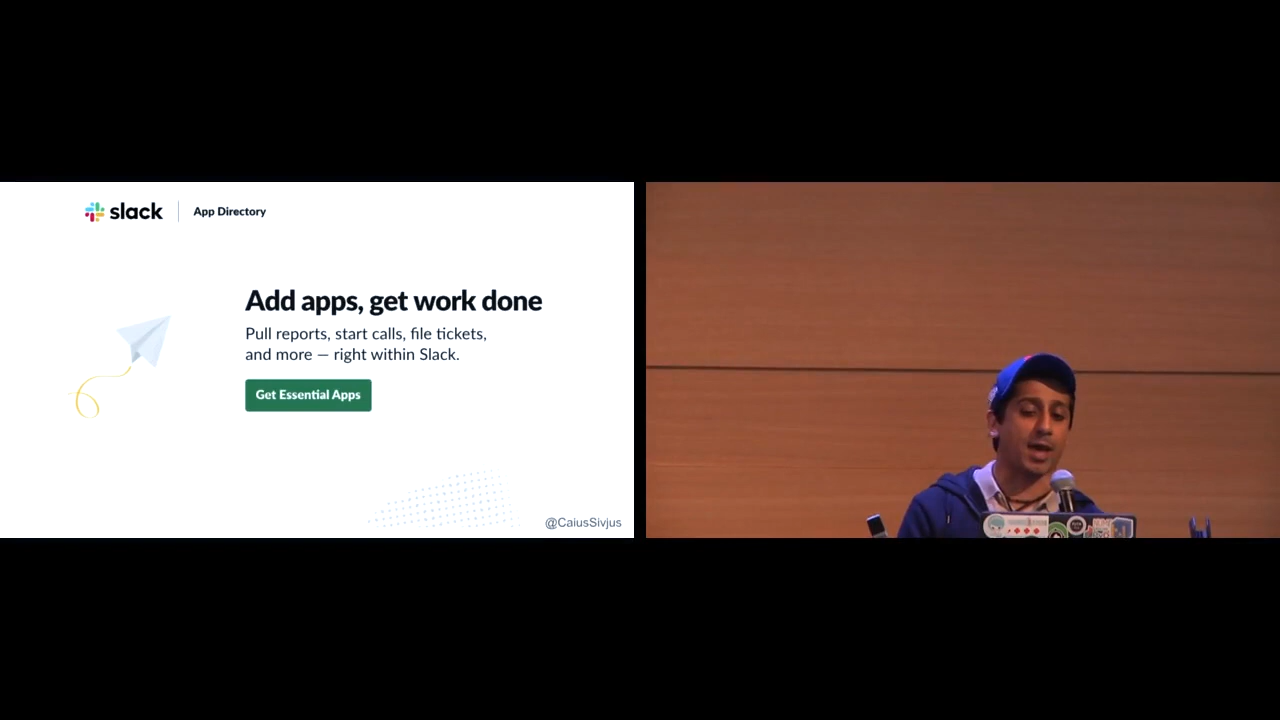 slack
App Directory
Add apps, get work done
Pull reports, start calls, file tickets,
and more — right within Slack.
Get Essential Apps
@CaiusSivjus